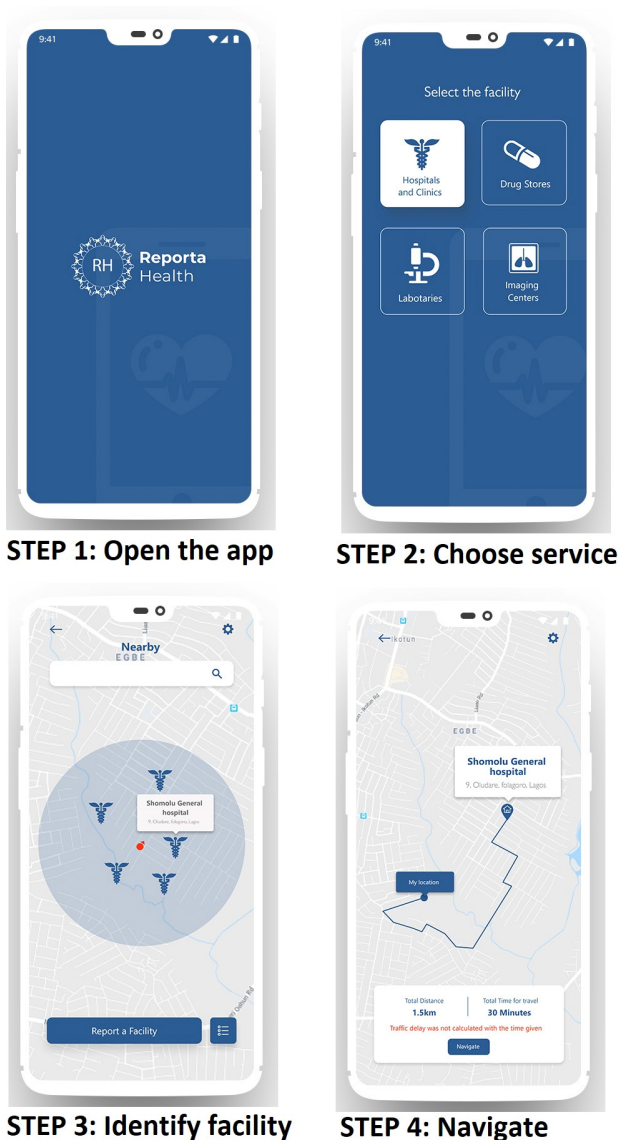 9:41
RH
Reporta
Health
STEP 1: Open the app
9:41
Select the facility
Hospitals
and Clinics
Drug Stores
Labotaries
Imaging
Centers
STEP 2: Choose service
Nearby
EGBE
Shomolu General
hospital
9, Oludare, folagoro, Lagos
Report a Facility
STEP 3: Identify facility
Ikotun
EGBE
Shomolu General
hospital
9, Oludare, folagoro, Lagos
My location
Total Distance
1.5km
Total Time for travel
30 Minutes
Traffic delay was not calculated with the time given
Navigate
STEP 4: Navigate